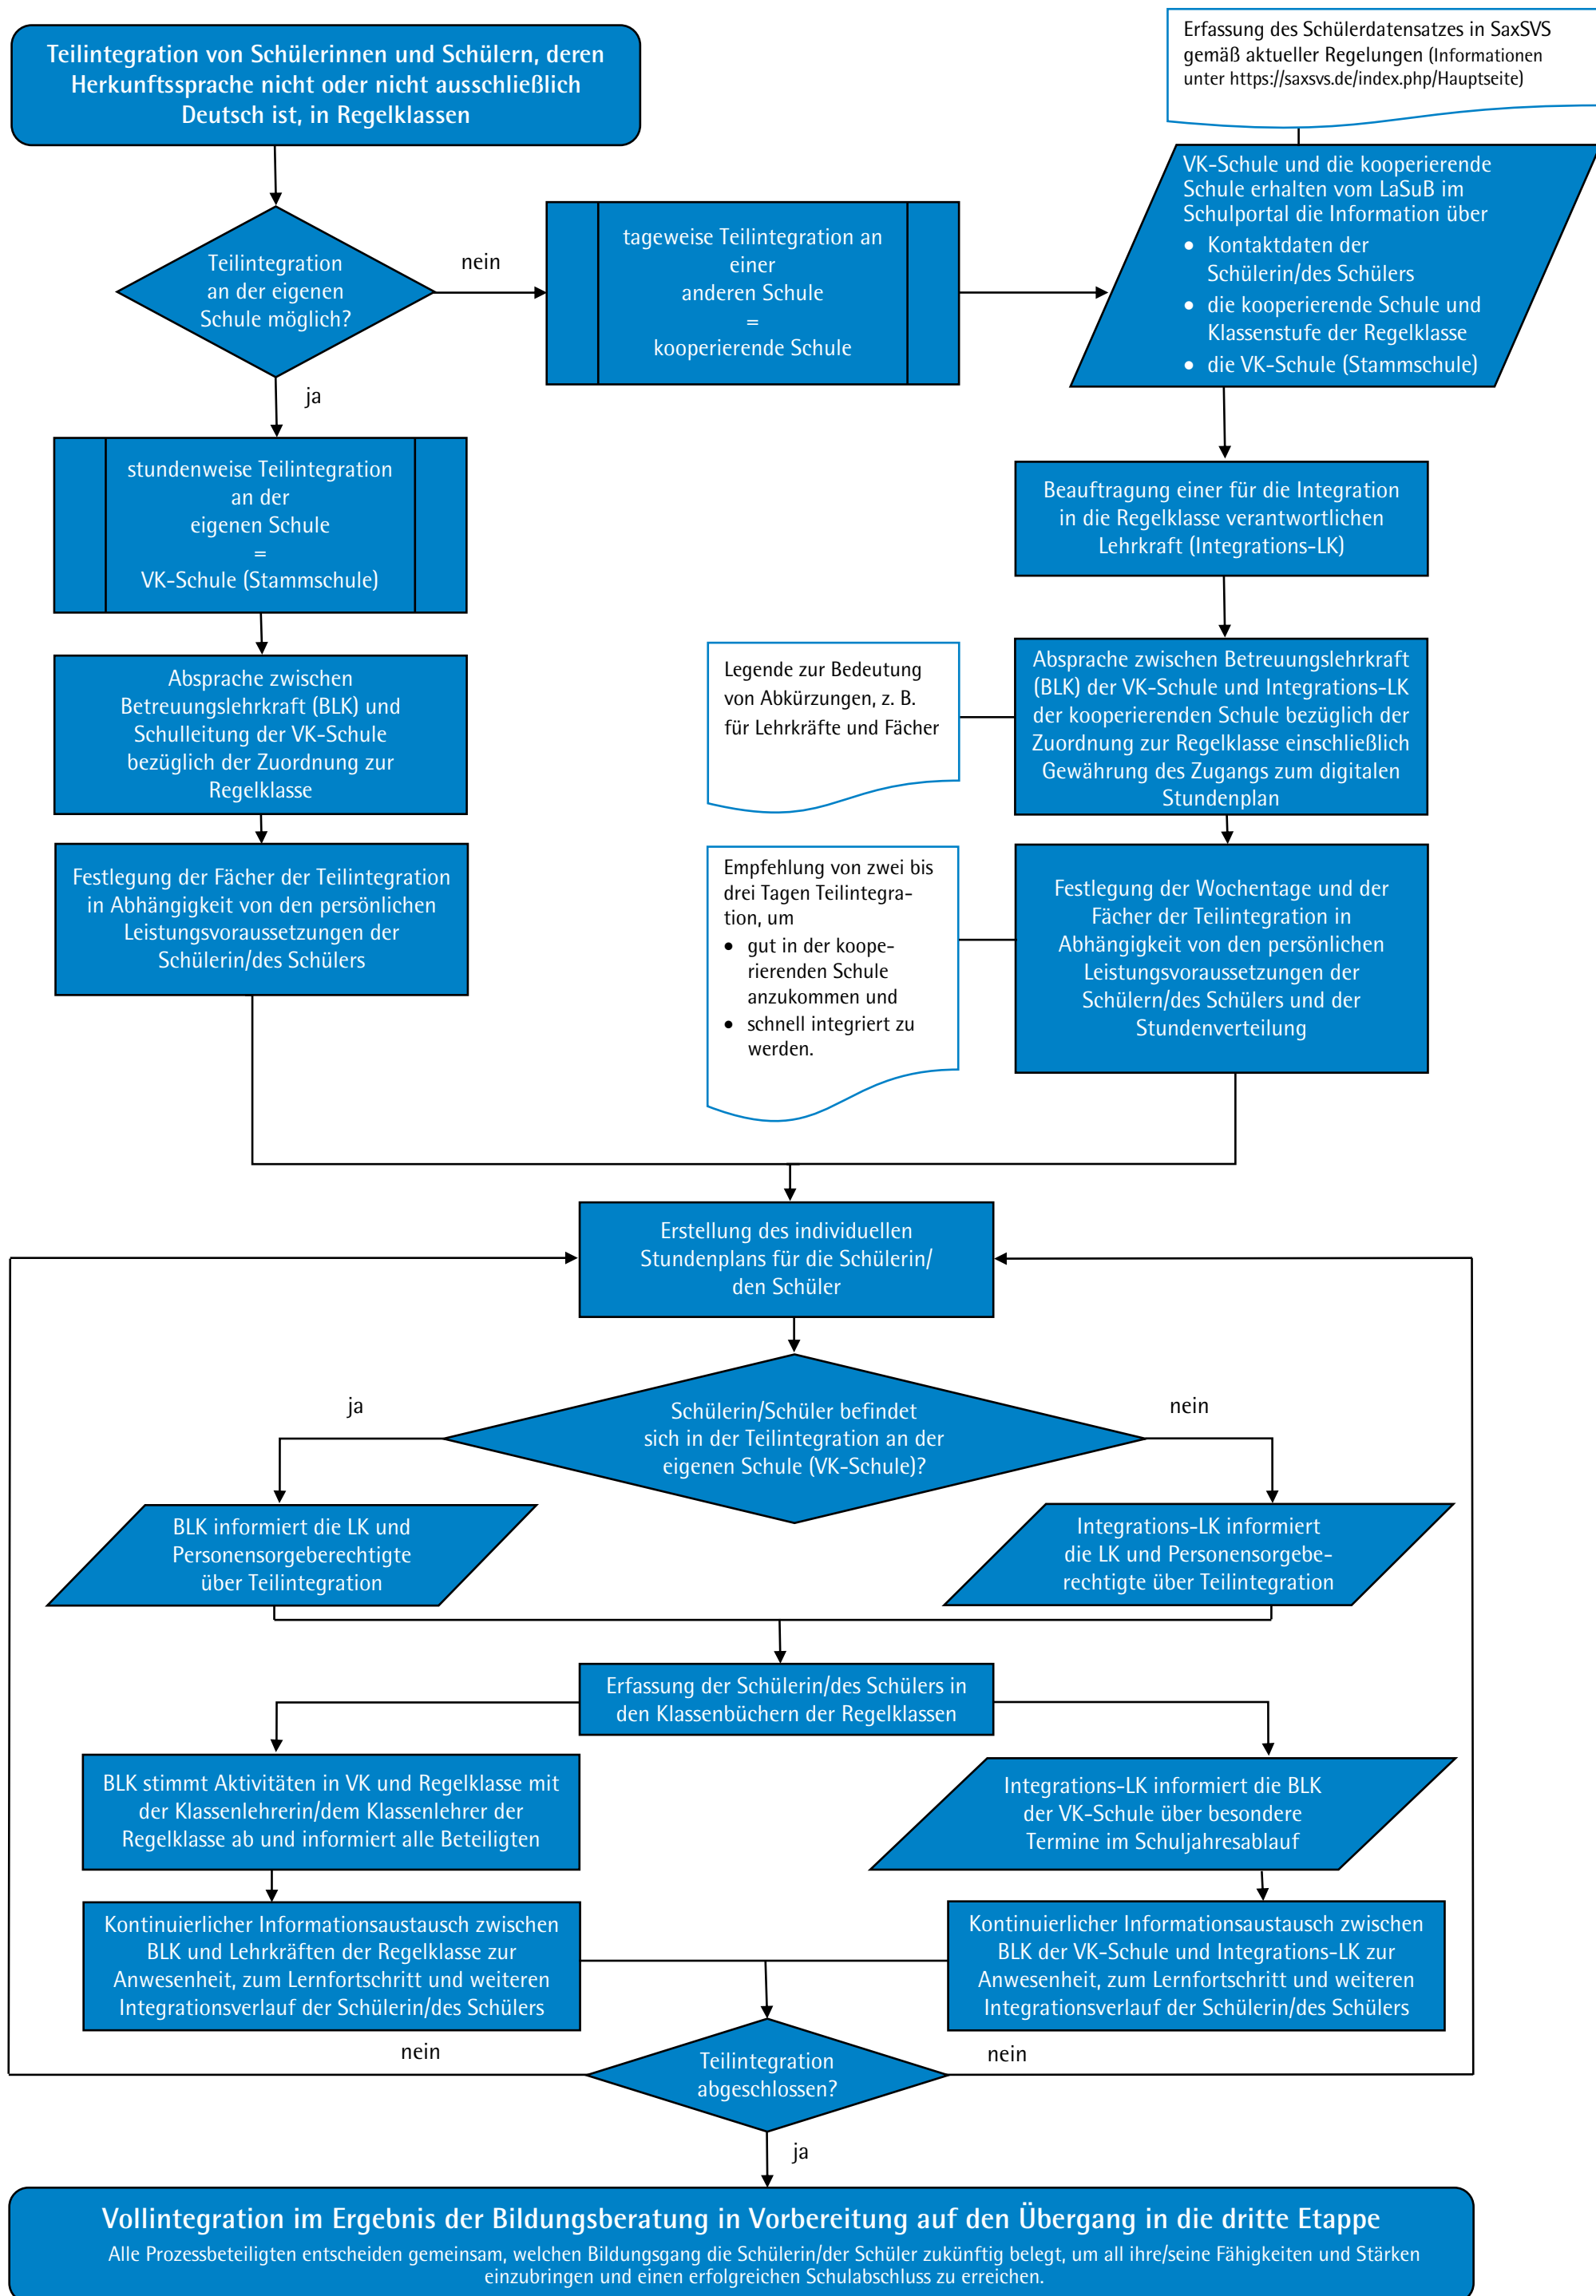 Teilintegration von Schülerinnen und Schülern, deren
Herkunftssprache nicht oder nicht ausschließlich
Deutsch ist, in Regelklassen
Erfassung des Schülerdatensatzes in SaxSVS
gemäß aktueller Regelungen (Informationen
unter https://saxsvs.de/index.php/Hauptseite)
Teilintegration
an der eigenen
Schule möglich?
nein
tageweise Teilintegration an
einer
anderen Schule
=
kooperierende Schule
VK-Schule und die kooperierende
Schule erhalten vom LaSuB im
Schulportal die Information über
• Kontaktdaten der
Schülerin/des Schülers
• die kooperierende Schule und
Klassenstufe der Regelklasse
• die VK-Schule (Stammschule)
ja
stundenweise Teilintegration
an der
eigenen Schule
=
VK-Schule (Stammschule)
Beauftragung einer für die Integration
in die Regelklasse verantwortlichen
Lehrkraft (Integrations-LK)
Absprache zwischen
Betreuungslehrkraft (BLK) und
Schulleitung der VK-Schule
bezüglich der Zuordnung zur
Regelklasse
Legende zur Bedeutung
von Abkürzungen, z. B.
für Lehrkräfte und Fächer
Absprache zwischen Betreuungslehrkraft
(BLK) der VK-Schule und Integrations-LK
der kooperierenden Schule bezüglich der
Zuordnung zur Regelklasse einschließlich
Gewährung des Zugangs zum digitalen
Stundenplan
Festlegung der Fächer der Teilintegration
in Abhängigkeit von den persönlichen
Leistungsvoraussetzungen der
Schülerin/des Schülers
Empfehlung von zwei bis
drei Tagen Teilintegra-
tion, um
• gut in der koope-
rierenden Schule
anzukommen und
• schnell integriert zu
werden.
Festlegung der Wochentage und der
Fächer der Teilintegration in
Abhängigkeit von den persönlichen
Leistungsvoraussetzungen der
Schülern/des Schülers und der
Stundenverteilung
Erstellung des individuellen
Stundenplans für die Schülerin/
den Schüler
ja
Schülerin/Schüler befindet
sich in der Teilintegration an der
eigenen Schule (VK-Schule)?
nein
BLK informiert die LK und
Personensorgeberechtigte
über Teilintegration
Integrations-LK informiert
die LK und Personensorgebe-
rechtigte über Teilintegration
Erfassung der Schülerin/des Schülers in
den Klassenbüchern der Regelklassen
BLK stimmt Aktivitäten in VK und Regelklasse mit
der Klassenlehrerin/dem Klassenlehrer der
Regelklasse ab und informiert alle Beteiligten
Integrations-LK informiert die BLK
der VK-Schule über besondere
Termine im Schuljahresablauf
Kontinuierlicher Informationsaustausch zwischen
BLK und Lehrkräften der Regelklasse zur
Anwesenheit, zum Lernfortschritt und weiteren
Integrationsverlauf der Schülerin/des Schülers
Kontinuierlicher Informationsaustausch zwischen
BLK der VK-Schule und Integrations-LK zur
Anwesenheit, zum Lernfortschritt und weiteren
Integrationsverlauf der Schülerin/des Schülers
nein
Teilintegration
abgeschlossen?
nein
ja
Vollintegration im Ergebnis der Bildungsberatung in Vorbereitung auf den Übergang in die dritte Etappe
Alle Prozessbeteiligten entscheiden gemeinsam, welchen Bildungsgang die Schülerin/der Schüler zukünftig belegt, um all ihre/seine Fähigkeiten und Stärken
einzubringen und einen erfolgreichen Schulabschluss zu erreichen.